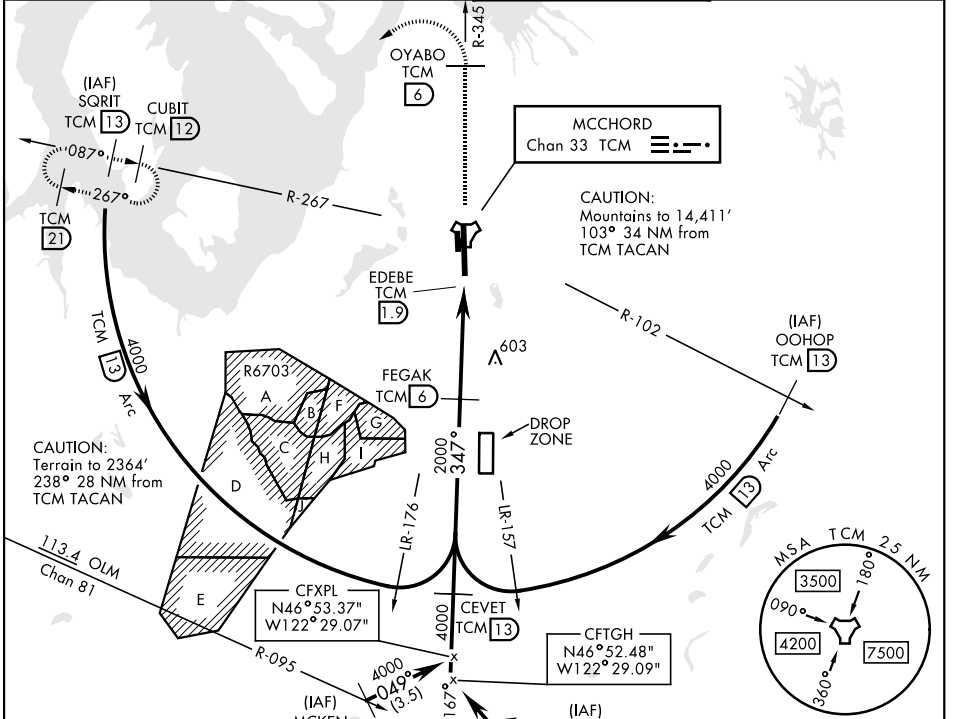 R-345
OYABO
TCM
6
(IAF)
SQRIT
TCM 13
CUBIT
TCM 12
087°
267°
TCM
21
R-267
MCCHORD
Chan 33 TCM
CAUTION:
Mountains to 14,411'
103° 34 NM from
TCM TACAN
EDEBE
TCM
1.9
R-102
(IAF)
OOHOP
TCM 13
603
FEGAK
TCM 6
4000
TCM 13 Arc
R6703
A
B
F
G
C
H
I
J
D
E
DROP
ZONE
2000
347°
4000
TCM 13 Arc
CAUTION:
Terrain to 2364'
238° 28 NM from
TCM TACAN
LR-176
LR-157
113.4 OLM
Chan 81
R-095
CFXPL
N46°53.37"
W122°29.07"
4000
CEVET
TCM 13
CFTGH
N46°52.48"
W122°29.09"
MSA TCM 25 NM
3500
180°
090°
4200
7500
360°
4000
049°
(3.5)
167°
(IAF)
MCKEN
(IAF)